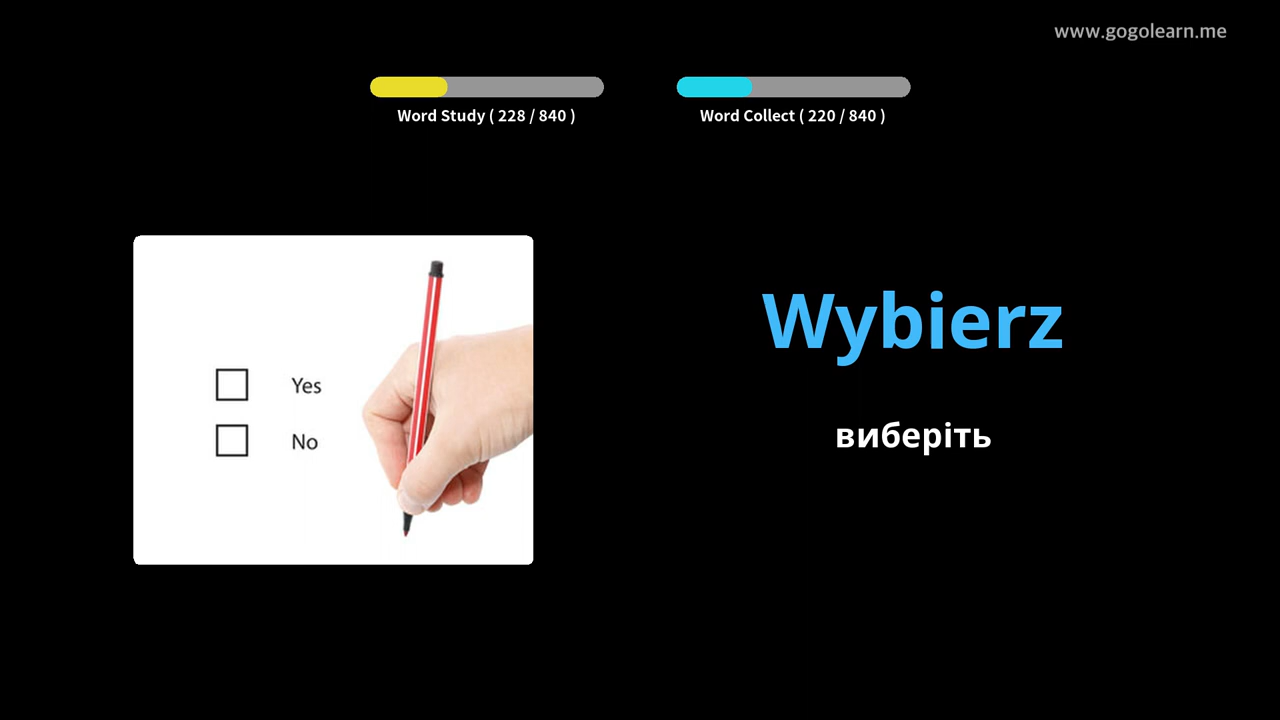 www.gogolearn.me
Word Study ( 228 / 840 )
Word Collect ( 220 / 840 )
Yes
No
Wybierz
виберіть